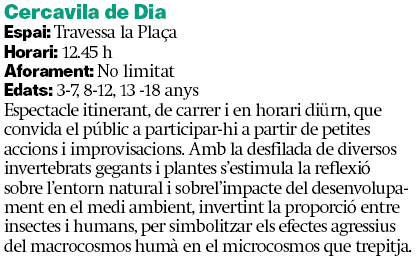 Cercavila de Dia
Espai: Travessa la Plaça
Horari: 12.45 h
Aforament: No limitat
Edats: 3-7, 8-12, 13 -18 anys
Espectacle itinerant, de carrer i en horari diürn, que
convida el públic a participar-hi a partir de petites
accions i improvisacions. Amb la desfilada de diversos
invertebrats gegants i plantes s'estimula la reflexió
sobre l'entorn natural i sobrel'impacte del desenvolupa-
ment en el medi ambient, invertint la proporció entre
insectes i humans, per simbolitzar els efectes agressius
del macrocosmos humà en el microcosmos que trepitja.